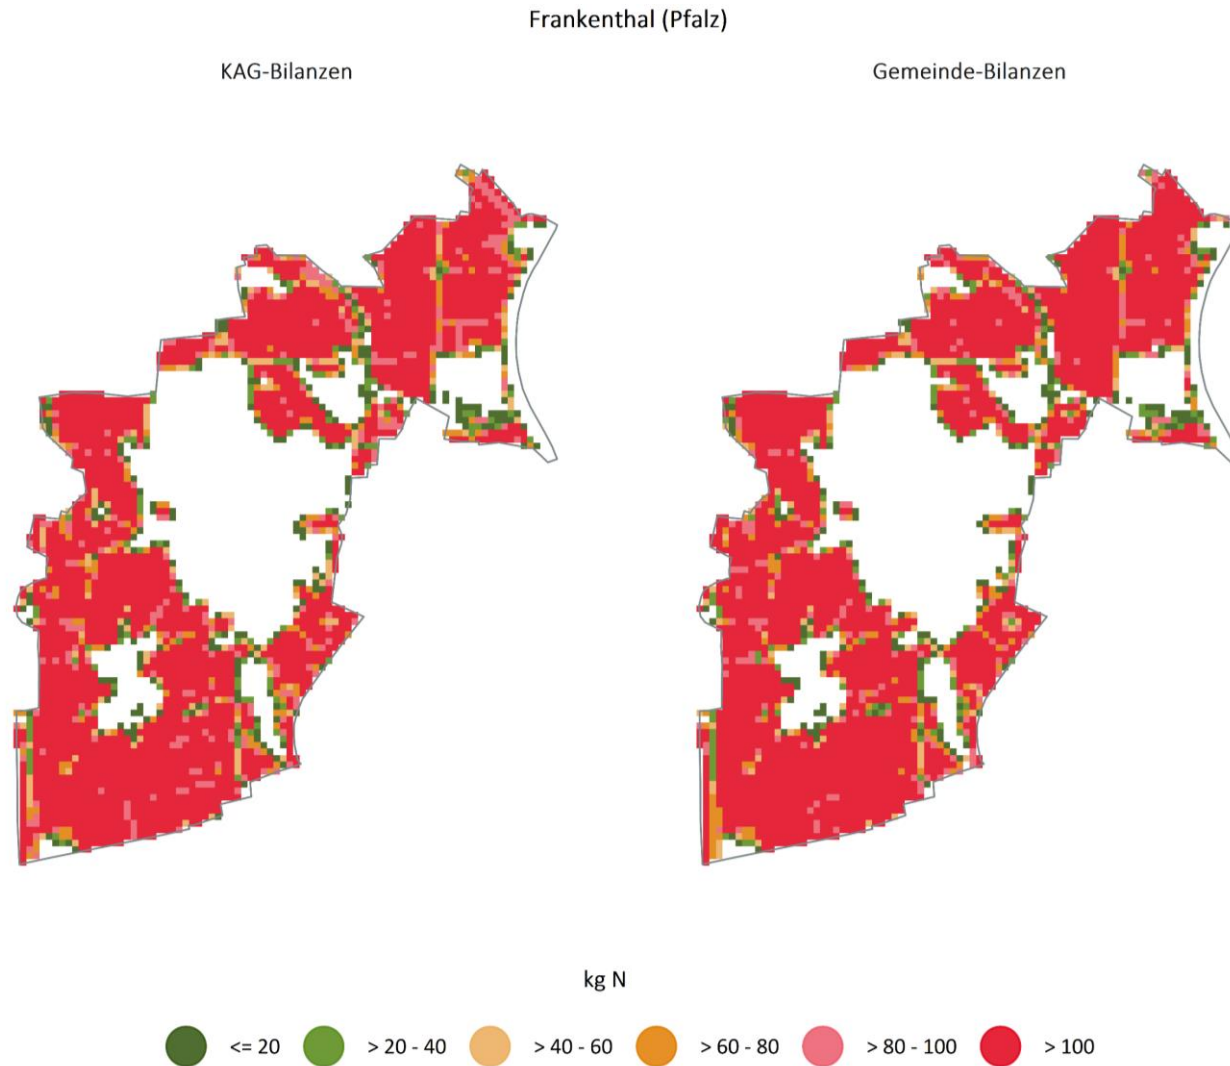 Frankenthal (Pfalz)
KAG-Bilanzen
Gemeinde-Bilanzen
kg N
<= 20
> 20 - 40
> 40 - 60
> 60 - 80
> 80 - 100
> 100